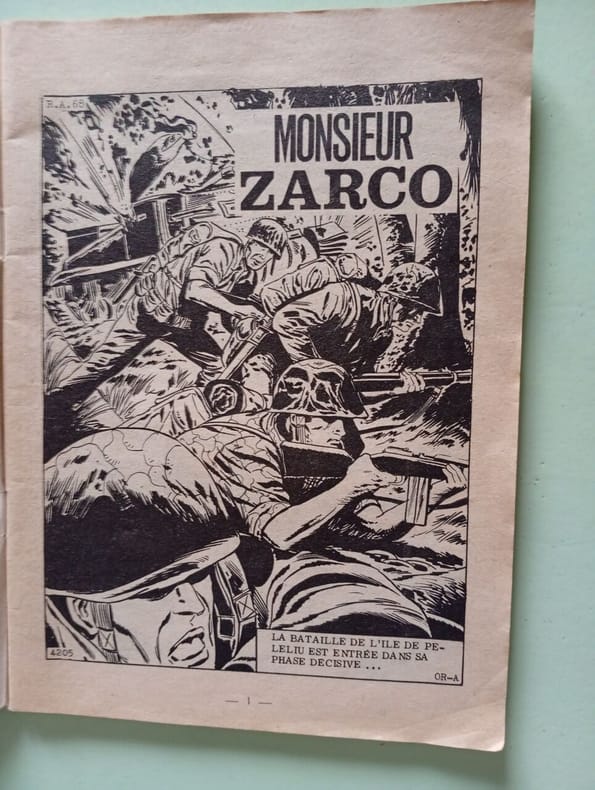 R.A.68
MONSIEUR
ZARCO
LA BATAILLE DE L'ILE DE PE-
LELIU EST ENTRÉE DANS SA
PHASE DECISIVE ...
4205
OR-A
— 1 —